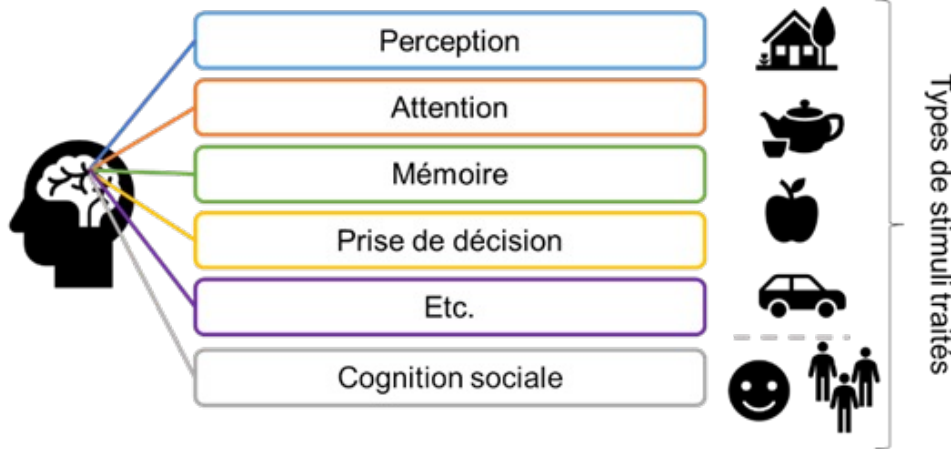 Perception
Attention
Mémoire
Prise de décision
Etc.
Cognition sociale
Types de stimuli traités